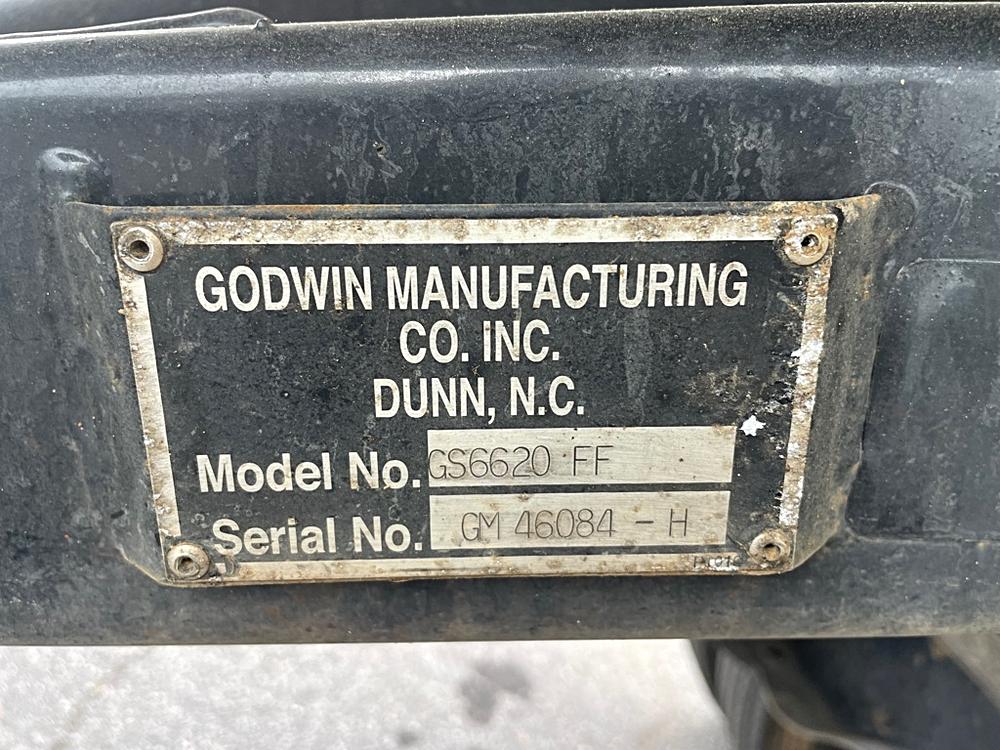 GODWIN MANUFACTURING
CO. INC.
DUNN, N.C.
Model No. GS6620 FF
Serial No. GM 46084 - H